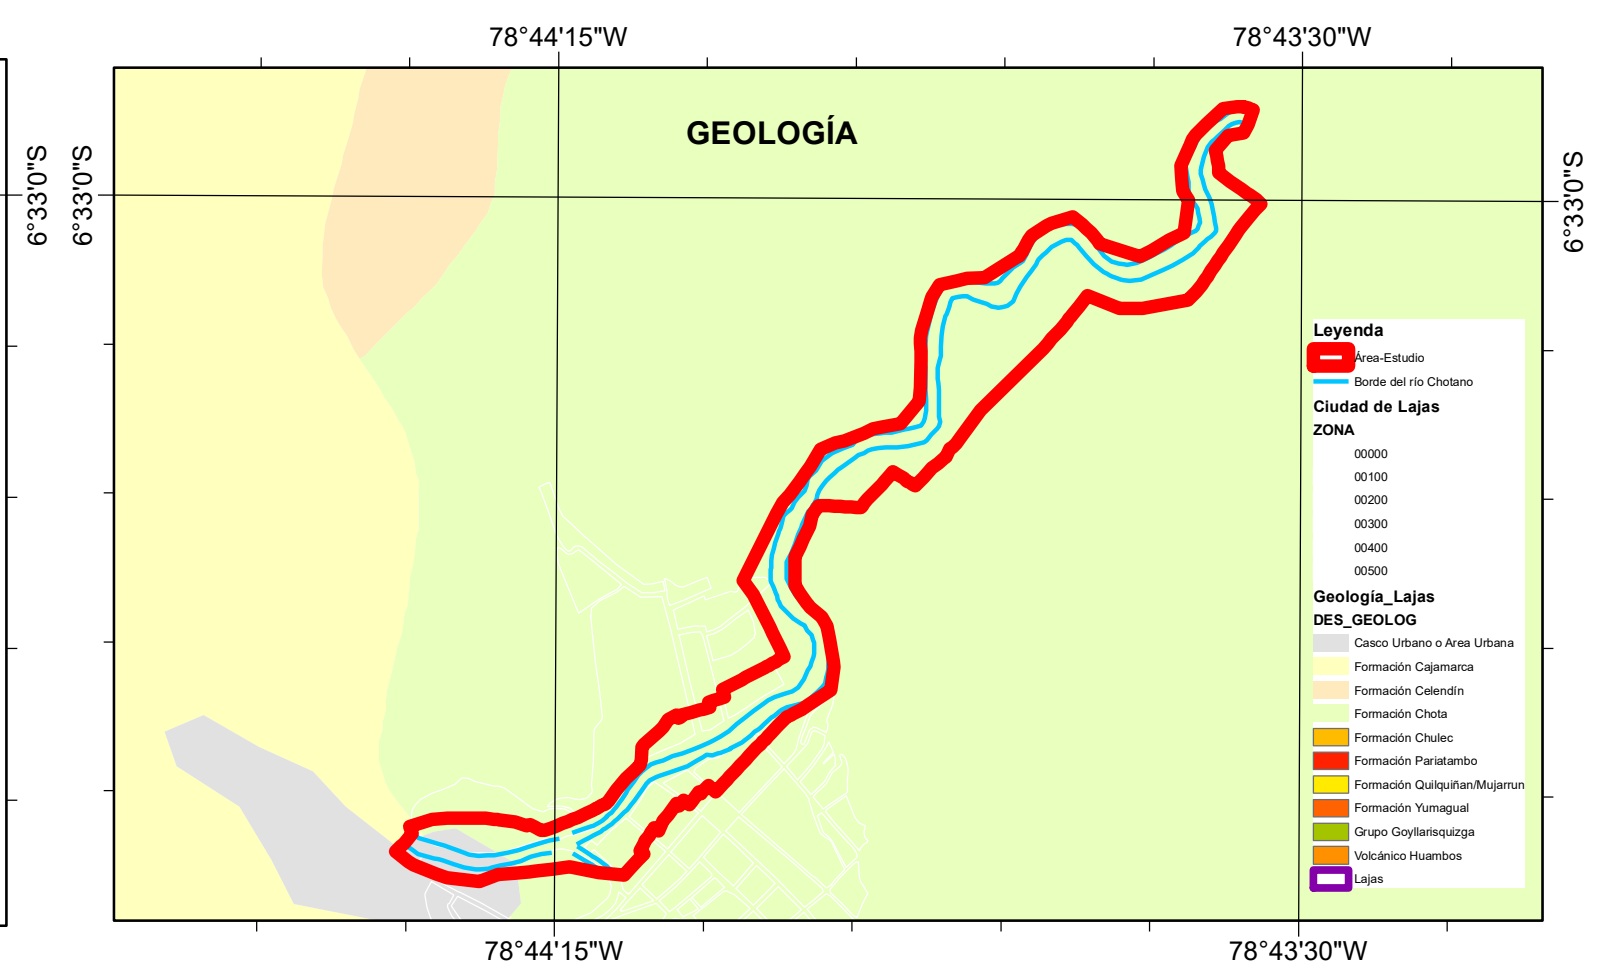 78°44'15"W
78°43'30"W
GEOLOGÍA
6°33'0"S
6°33'0"S
6°33'0"S
Leyenda
Área-Estudio
Borde del río Chotano
Ciudad de Lajas
ZONA
00000
00100
00200
00300
00400
00500
Geología_Lajas
DES_GEOLOG
Casco Urbano o Area Urbana
Formación Cajamarca
Formación Celendín
Formación Chota
Formación Chulec
Formación Pariatambo
Formación Quilquiñan/Mujarrun
Formación Yumagual
Grupo Goyllarisquizga
Volcánico Huambos
Lajas
78°44'15"W
78°43'30"W